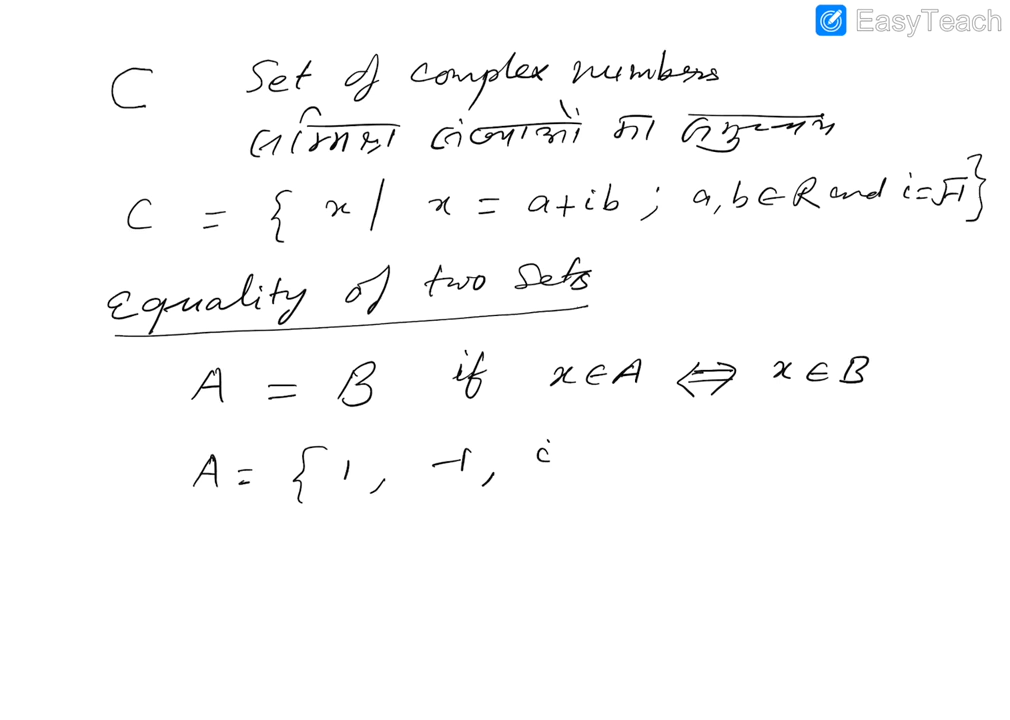 EasyTeach
C Set of complex numbers
सम्मिश्र संख्याओं का समुच्चय
C = { x / x = a+ib ; a, b ∈ R and i=√-1}
Equality of two Sets
A = B if x ∈ A ⇔ x ∈ B
A = { 1, -1, i